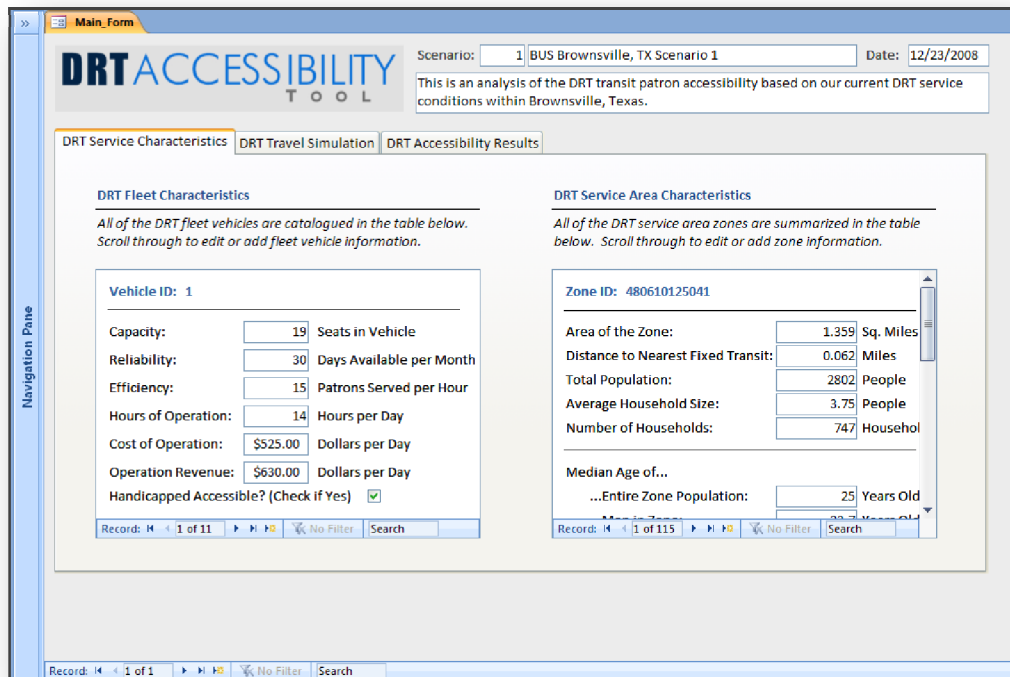 Main_Form
DRT ACCESSIBILITY
TOOL
Scenario: 1 BUS Brownsville, TX Scenario 1 Date: 12/23/2008
This is an analysis of the DRT transit patron accessibility based on our current DRT service
conditions within Brownsville, Texas.
DRT Service Characteristics DRT Travel Simulation DRT Accessibility Results
Navigation Pane
DRT Fleet Characteristics
All of the DRT fleet vehicles are catalogued in the table below.
Scroll through to edit or add fleet vehicle information.
Vehicle ID: 1
Capacity: 19 Seats in Vehicle
Reliability: 30 Days Available per Month
Efficiency: 15 Patrons Served per Hour
Hours of Operation: 14 Hours per Day
Cost of Operation: $525.00 Dollars per Day
Operation Revenue: $630.00 Dollars per Day
Handicapped Accessible? (Check if Yes)
Record: 1 of 11 No Filter Search
DRT Service Area Characteristics
All of the DRT service area zones are summarized in the table
below. Scroll through to edit or add zone information.
Zone ID: 480610125041
Area of the Zone: 1.359 Sq. Miles
Distance to Nearest Fixed Transit: 0.062 Miles
Total Population: 2802 People
Average Household Size: 3.75 People
Number of Households: 747 Househol
Median Age of...
...Entire Zone Population: 25 Years Old
Record: 1 of 115 No Filter Search
Record: 1 of 1 No Filter Search